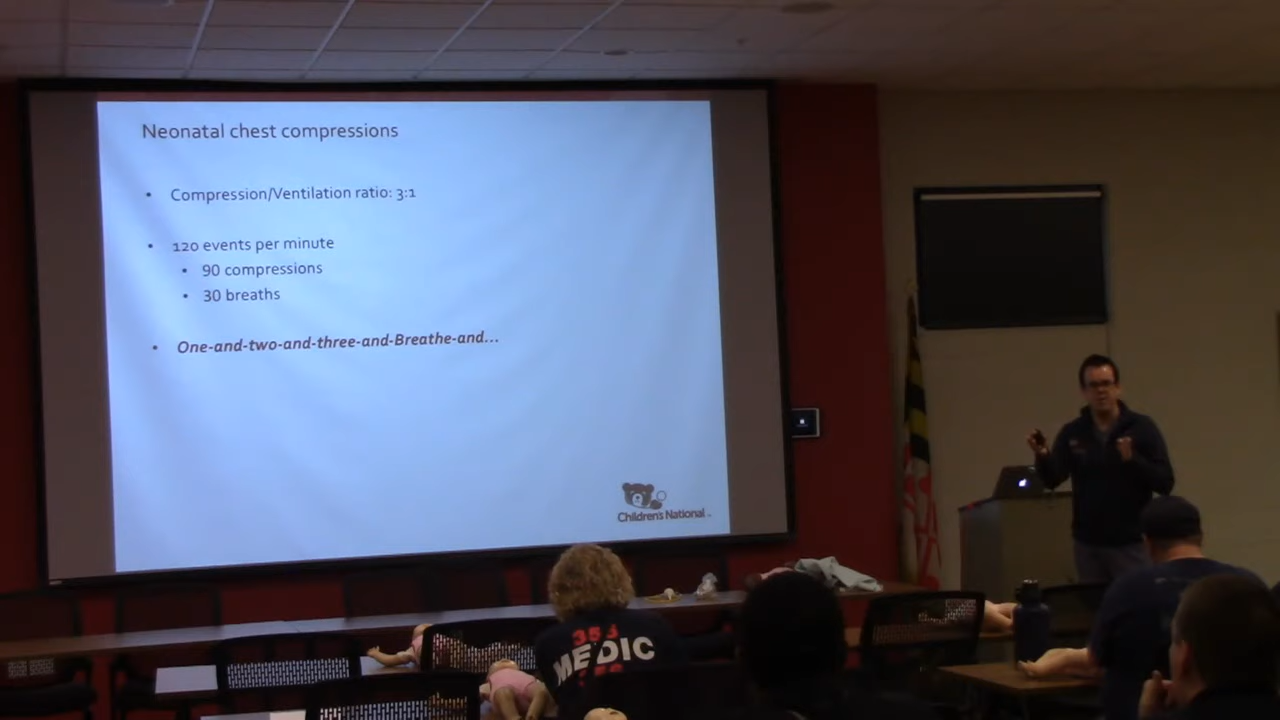 Neonatal chest compressions
• Compression/Ventilation ratio: 3:1
• 120 events per minute
• 90 compressions
• 30 breaths
• One-and-two-and-three-and-Breathe-and...
Children's National
MEDIC